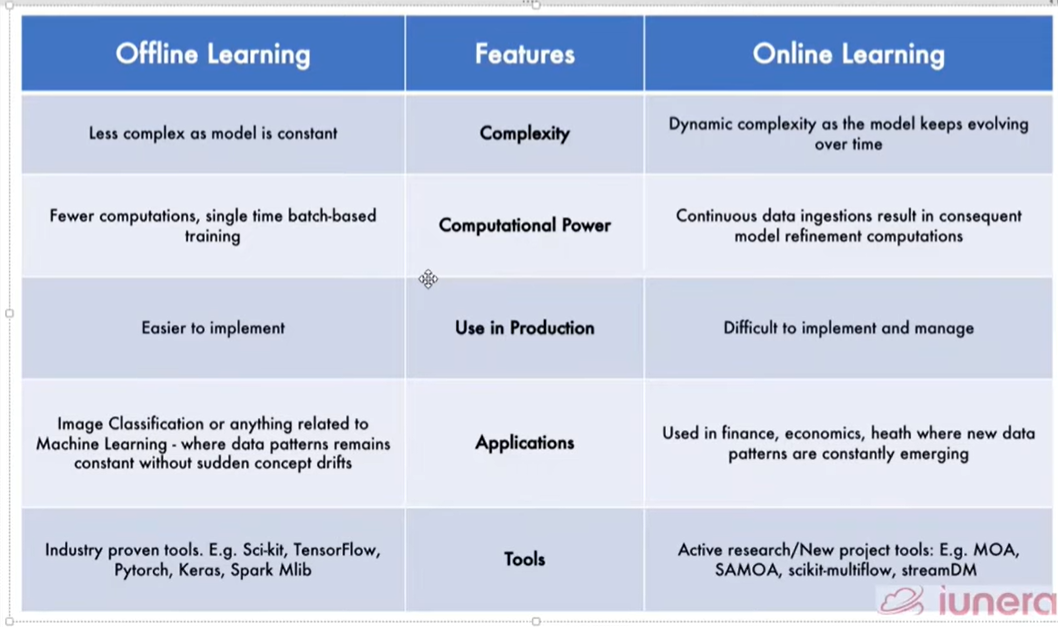 Offline Learning
Features
Online Learning
Less complex as model is constant
Complexity
Dynamic complexity as the model keeps evolving
over time
Fewer computations, single time batch-based
training
Computational Power
Continuous data ingestions result in consequent
model refinement computations
Easier to implement
Use in Production
Difficult to implement and manage
Image Classification or anything related to
Machine Learning - where data patterns remains
constant without sudden concept drifts
Applications
Used in finance, economics, heath where new data
patterns are constantly emerging
Industry proven tools. E.g. Sci-kit, TensorFlow,
Pytorch, Keras, Spark Mlib
Tools
Active research/New project tools: E.g. MOA,
SAMOA, scikit-multiflow, streamDM
iunera